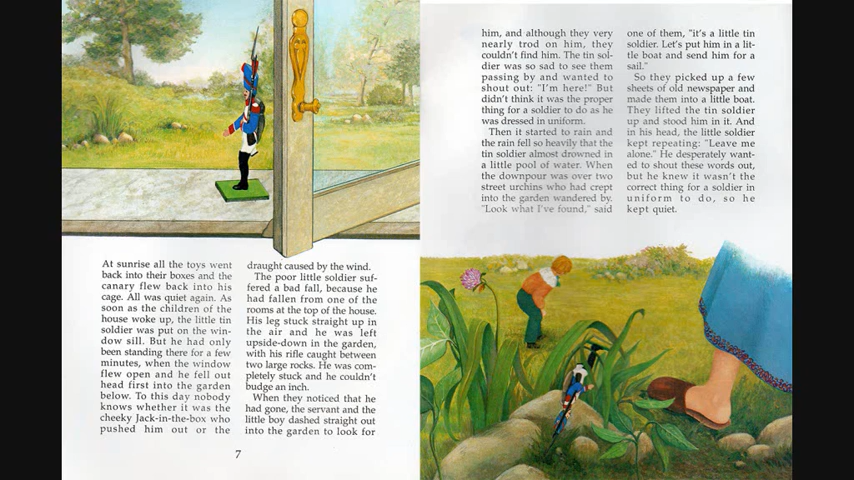 At sunrise all the toys went
back into their boxes and the
canary flew back into his
cage. All was quiet again. As
soon as the children of the
house woke up, the little tin
soldier was put on the win-
dow sill. But he had only
been standing there for a few
minutes, when the window
flew open and he fell out
head first into the garden
below. To this day nobody
knows whether it was the
cheeky Jack-in-the-box who
pushed him out or the
draught caused by the wind.
The poor little soldier suf-
fered a bad fall, because he
had fallen from one of the
rooms at the top of the house.
His leg stuck straight up in
the air and he was left
upside-down in the garden,
with his rifle caught between
two large rocks. He was com-
pletely stuck and he couldn't
budge an inch.
When they noticed that he
had gone, the servant and the
little boy dashed straight out
into the garden to look for
7
him, and although they very
nearly trod on him, they
couldn't find him. The tin sol-
dier was so sad to see them
passing by and wanted to
shout out: "I'm here!" But
didn't think it was the proper
thing for a soldier to do as he
was dressed in uniform.
Then it started to rain and
the rain fell so heavily that the
tin soldier almost drowned in
a little pool of water. When
the downpour was over two
street urchins who had crept
into the garden wandered by.
"Look what I've found," said
one of them, "it's a little tin
soldier. Let's put him in a lit-
tle boat and send him for a
sail."
So they picked up a few
sheets of old newspaper and
made them into a little boat.
They lifted the tin soldier
up and stood him in it. And
in his head, the little soldier
kept repeating: "Leave me
alone." He desperately want-
ed to shout these words out,
but he knew it wasn't the
correct thing for a soldier in
uniform to do, so he
kept quiet.